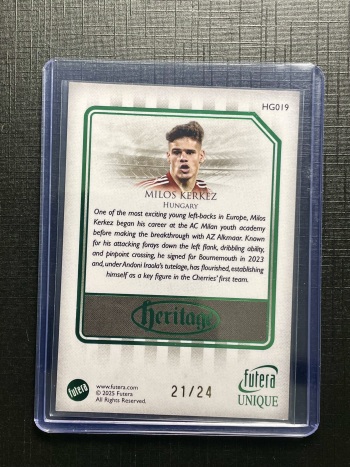 HG019
MILOS KERKEZ
HUNGARY
One of the most exciting young left-backs in Europe, Milos
Kerkez began his career at the AC Milan youth academy
before making the breakthrough with AZ Alkmaar. Known
for his attacking forays down the left flank, dribbling ability,
and pinpoint crossing, he signed for Bournemouth in 2023
and, under Andoni Iraola's tutelage, has flourished, establishing
himself as a key figure in the Cherries' first team.
heritage
futera
www.futera.com
© 2025 Futera
All Rights Reserved.
21/24
futera
UNIQUE